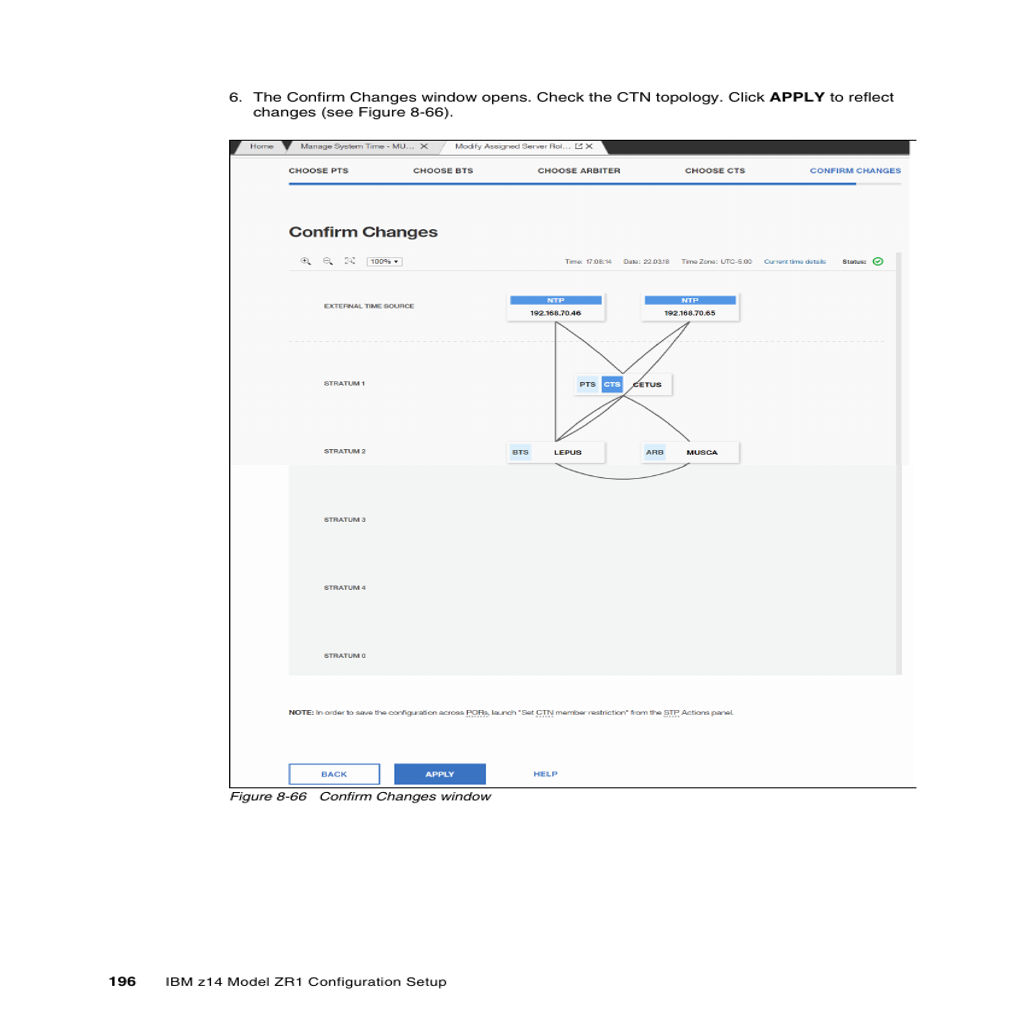 6. The Confirm Changes window opens. Check the CTN topology. Click APPLY to reflect
changes (see Figure 8-66).
Home Manage System Time - MU... X Modify Assigned Server Rol... X
CHOOSE PTS CHOOSE BTS CHOOSE ARBITER CHOOSE CTS CONFIRM CHANGES
Confirm Changes
100% Time: 17:08:14 Date: 22.03.18 Time Zone: UTC-5:00 Current time details Status:
NTP NTP
EXTERNAL TIME SOURCE 192.168.70.46 192.168.70.65
STRATUM 1 PTS CTS CETUS
STRATUM 2 BTS LEPUS ARB MUSCA
STRATUM 3
STRATUM 4
STRATUM 0
NOTE: In order to save the configuration across PORs, launch "Set CTN member restriction" from the STP Actions panel.
BACK APPLY HELP
Figure 8-66 Confirm Changes window
196 IBM z14 Model ZR1 Configuration Setup